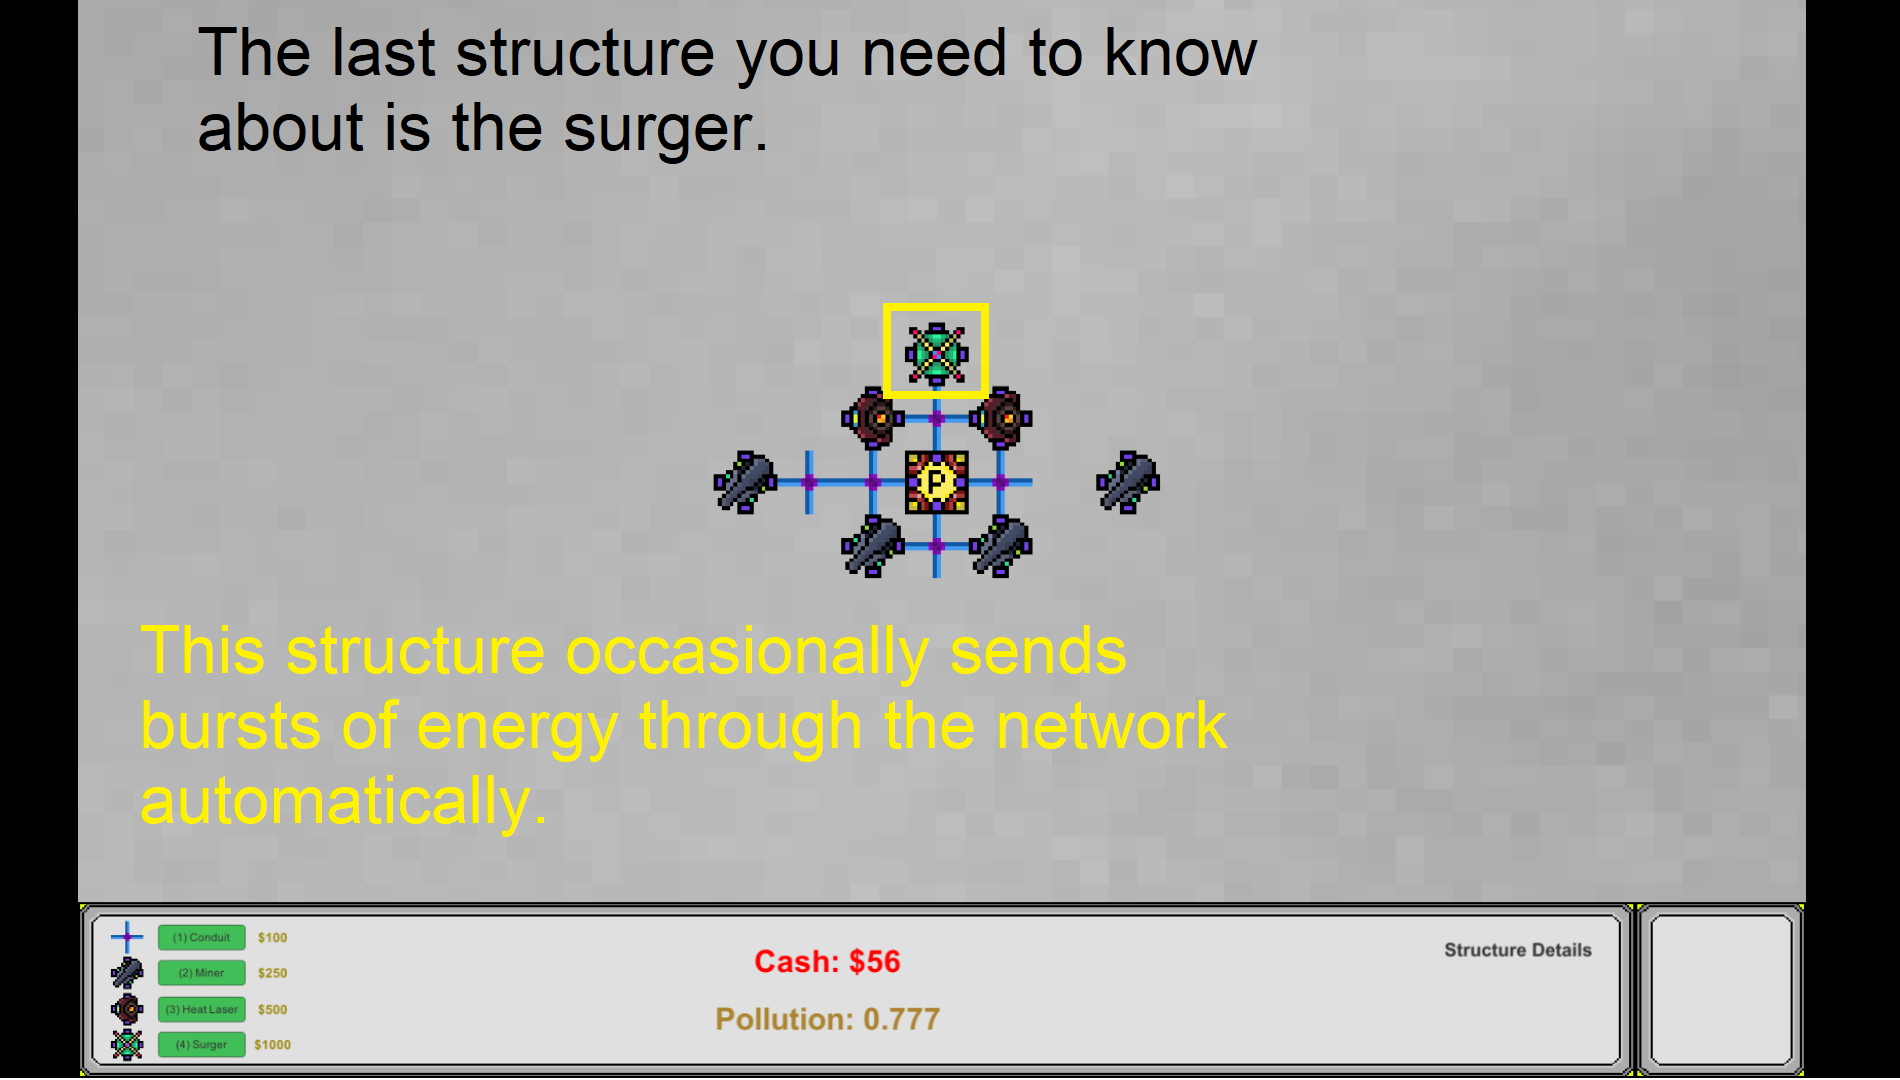 The last structure you need to know
about is the surger.
P
This structure occasionally sends
bursts of energy through the network
automatically.
(1) Conduit $100
(2) Miner $250
(3) Heat Laser $500
(4) Surger $1000
Cash: $56
Pollution: 0.777
Structure Details